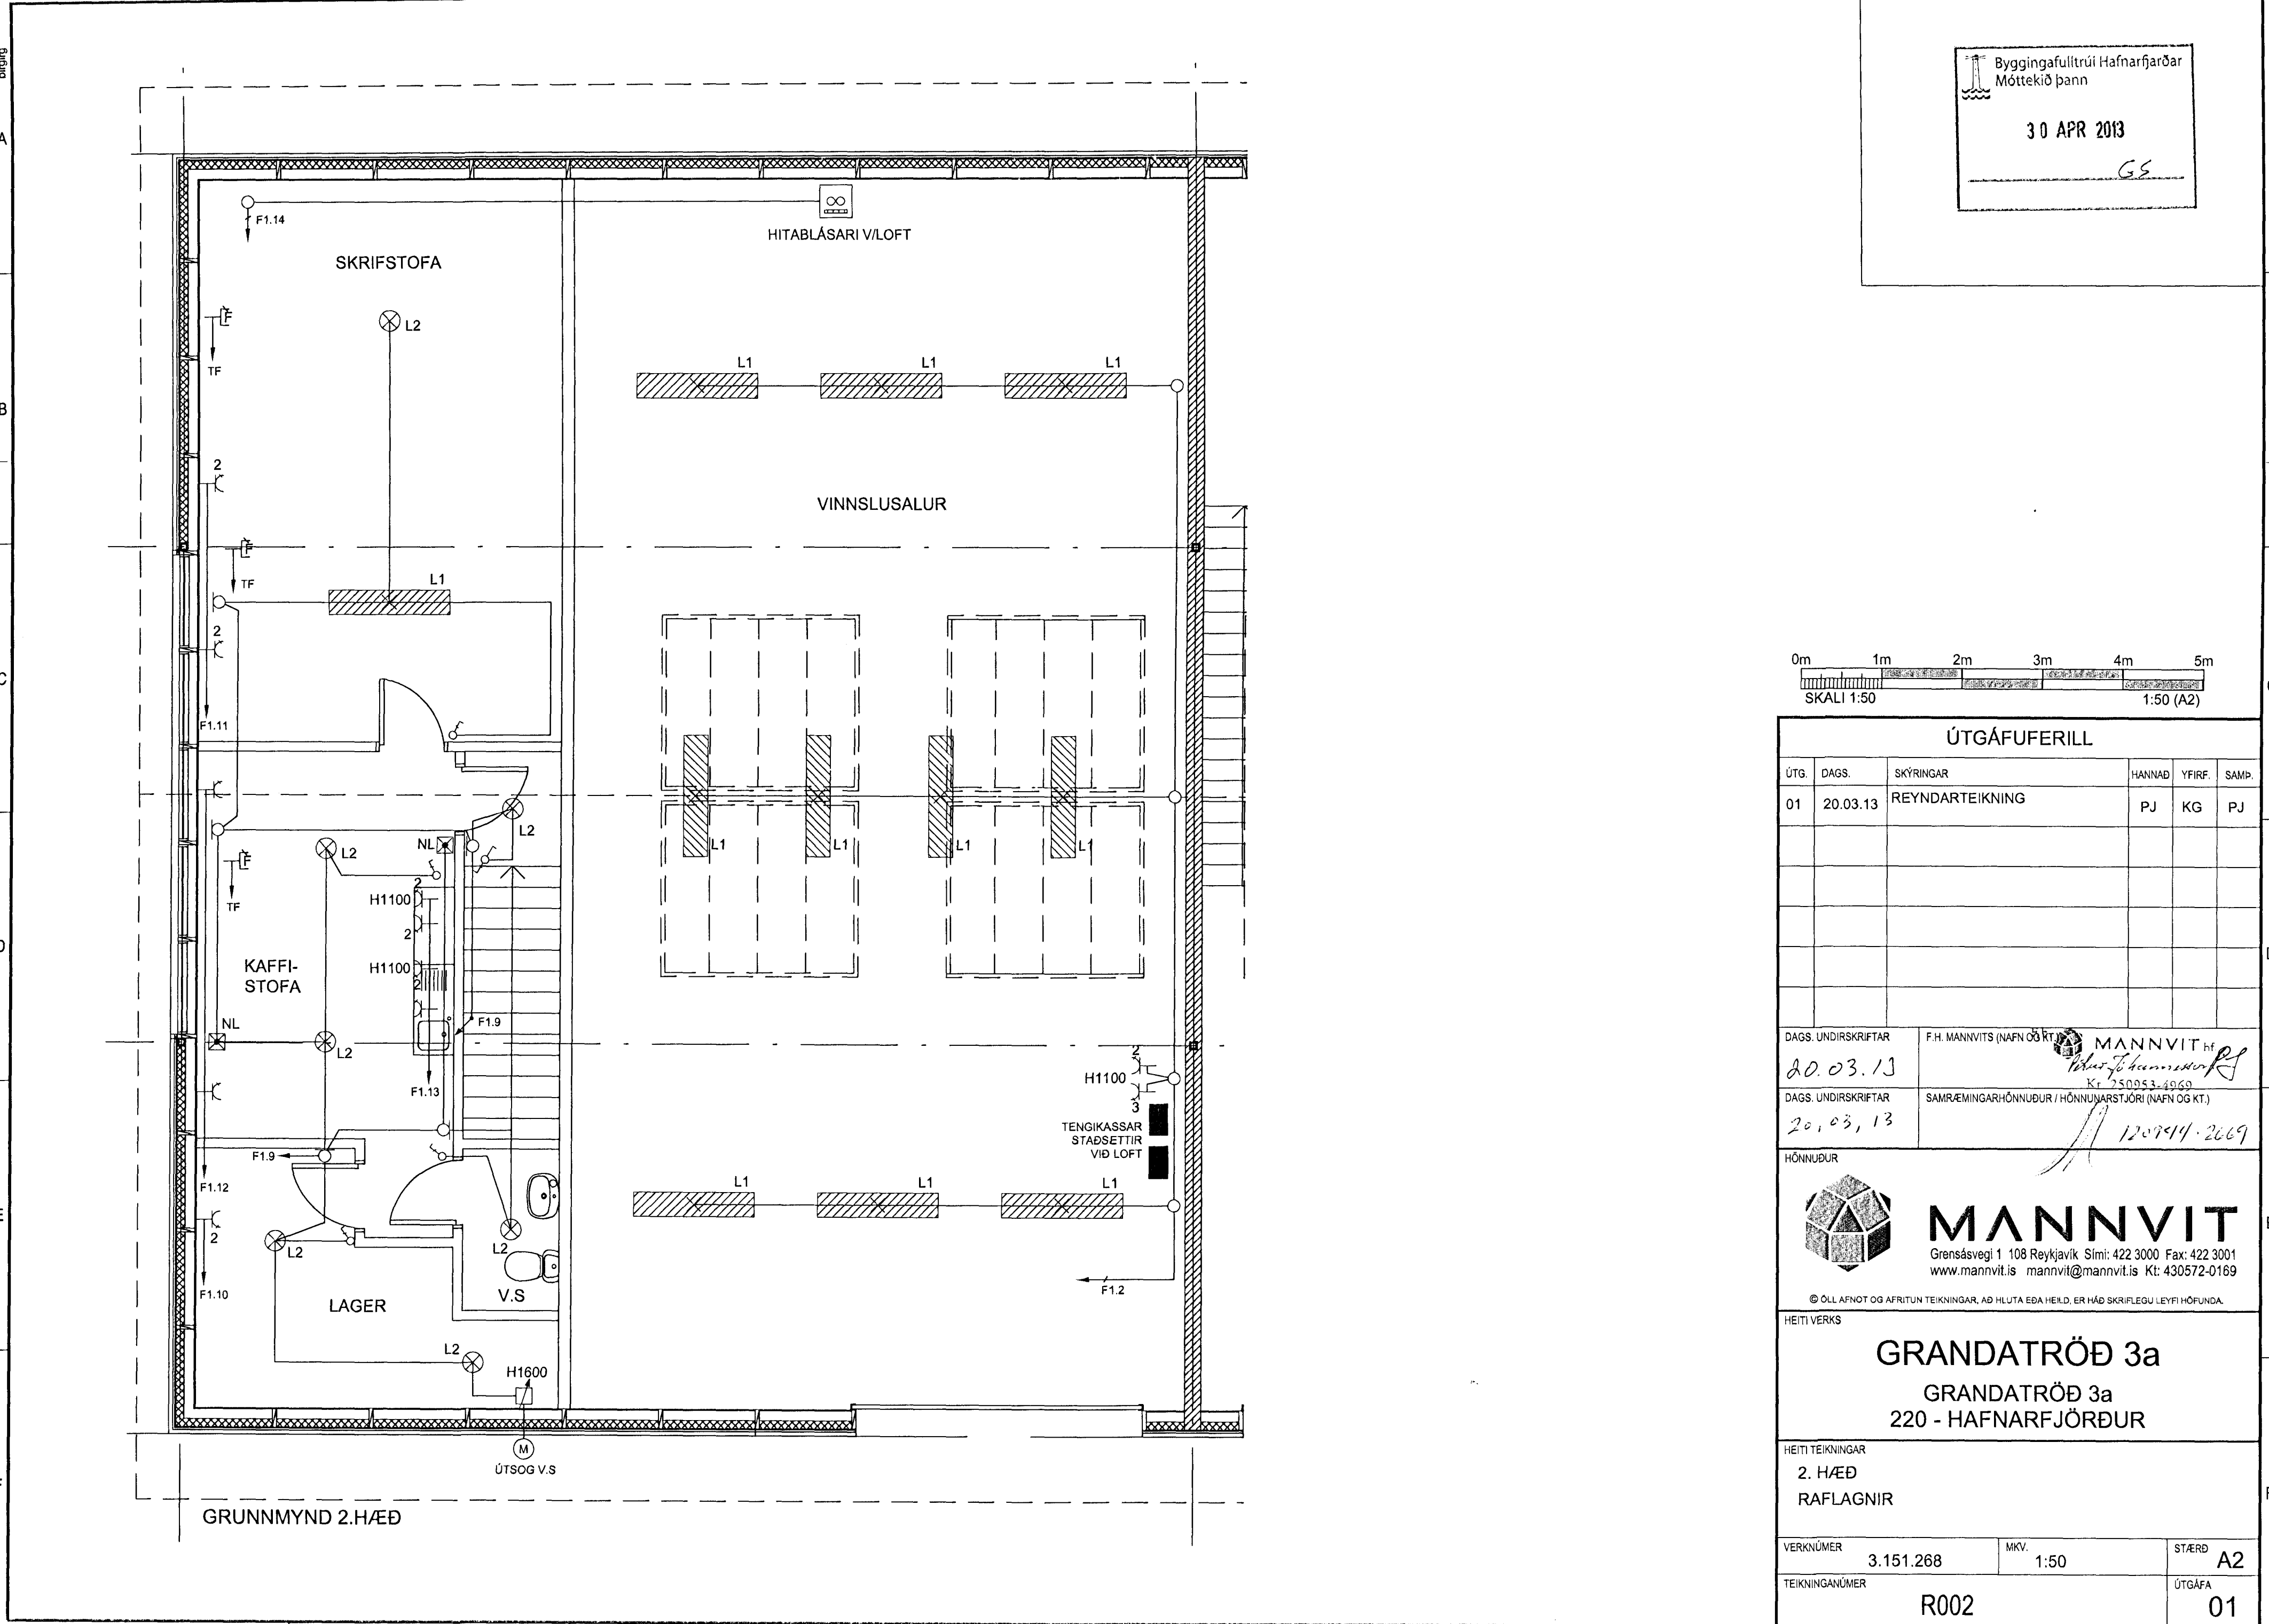 Byggingafulltrúi Hafnarfjarðar
Móttekið þann
30 APR 2013
GS
A
B
C
D
E
F
F1.14
HITABLÁSARI V/LOFT
SKRIFSTOFA
L2
TF
L1
L1
L1
2
VINNSLUSALUR
TF
L1
2
F1.11
L2
NL
L2
L1
L1
L1
L1
TF
2
H1100
2
KAFFI-
STOFA
H1100
2
NL
F1.9
L2
2
H1100
3
F1.13
TENGIKASSAR
STAÐSETTIR
VIÐ LOFT
F1.9
F1.12
L1
L1
L1
2
L2
L2
F1.10
LAGER
V.S
F1.2
L2
H1600
M
ÚTSOG V.S
GRUNNMYND 2.HÆÐ
0m 1m 2m 3m 4m 5m
SKALI 1:50 1:50 (A2)
ÚTGÁFUFERILL
ÚTG. DAGS. SKÝRINGAR HANNAÐ YFIRF. SAMÞ.
01 20.03.13 REYNDARTEIKNING PJ KG PJ
DAGS. UNDIRSKRIFTAR F.H. MANNVITS (NAFN OG KT.)
MANNVIT hf
20.03.13
Kt. 250953-4969
DAGS. UNDIRSKRIFTAR SAMRÆMINGARHÖNNUÐUR / HÖNNUNARSTJÓRI (NAFN OG KT.)
20,03,13
HÖNNUÐUR
MANNVIT
Grensásvegi 1 108 Reykjavík Sími: 422 3000 Fax: 422 3001
www.mannvit.is mannvit@mannvit.is Kt: 430572-0169
© ÖLL AFNOT OG AFRITUN TEIKNINGAR, AÐ HLUTA EÐA HEILD, ER HÁÐ SKRIFLEGU LEYFI HÖFUNDA.
HEITI VERKS
GRANDATRÖÐ 3a
GRANDATRÖÐ 3a
220 - HAFNARFJÖRÐUR
HEITI TEIKNINGAR
2. HÆÐ
RAFLAGNIR
VERKNÚMER MKV. STÆRÐ
3.151.268 1:50 A2
TEIKNINGANÚMER ÚTGÁFA
R002 01